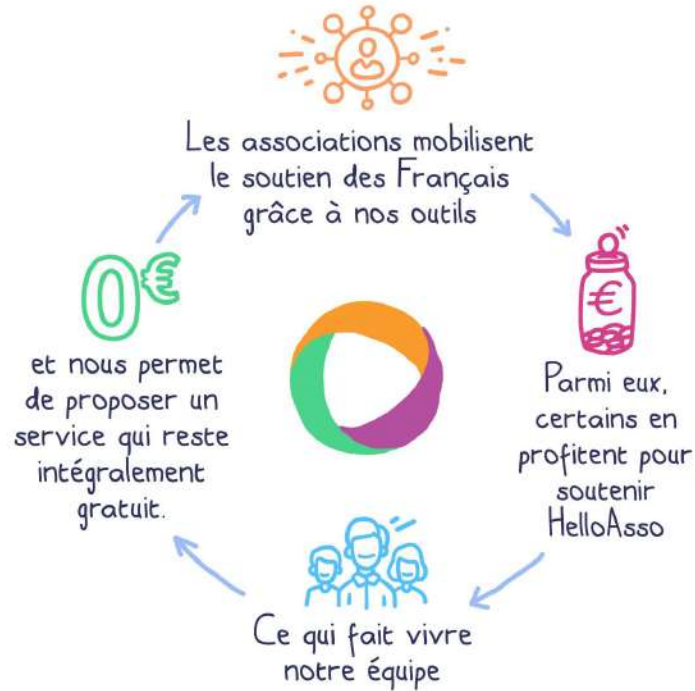 Les associations mobilisent
le soutien des Français
grâce à nos outils
€
Parmi eux,
certains en
profitent pour
soutenir
HelloAsso
Ce qui fait vivre
notre équipe
0€
et nous permet
de proposer un
service qui reste
intégralement
gratuit.